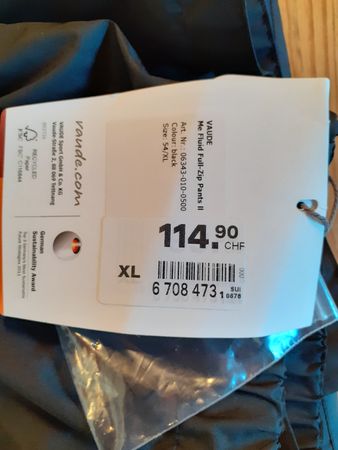 VAUDE
Me Fluid Full-Zip Pants II
Art. Nr.: 06343-010-5500
Colour: black
Size: 54/XL
114.90
CHF
XL
6 708 473
SUI
vaude.com
VAUDE Sport GmbH & Co. KG
Vaude-Straße 2, 88 069 Tettnang
RECYCLED
Paper
FSC
German
Sustainability Award